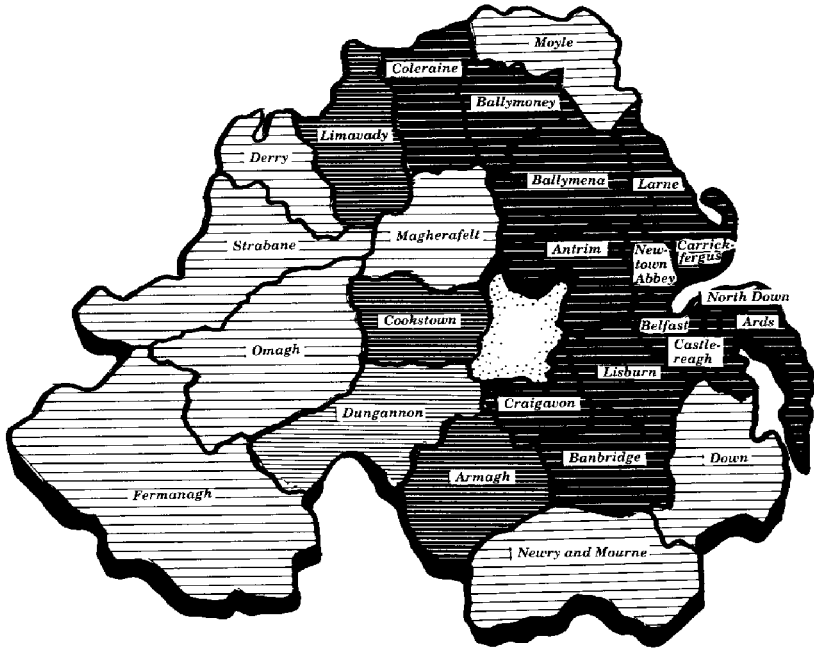 Moyle
Coleraine
Ballymoney
Limavady
Derry
Ballymena
Larne
Strabane
Magherafelt
Antrim
New-
town
Abbey
Carrick-
fergus
North Down
Cookstown
Belfast
Ards
Omagh
Castle-
reagh
Lisburn
Dungannon
Craigavon
Banbridge
Down
Armagh
Fermanagh
Newry and Mourne